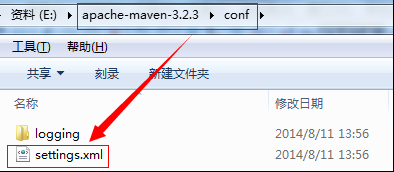 资料 (E:) ▸ apache-maven-3.2.3 ▸ conf
工具(T) 帮助(H)
共享 刻录 新建文件夹
名称 修改日期
logging 2014/8/11 13:56
settings.xml 2014/8/11 13:56